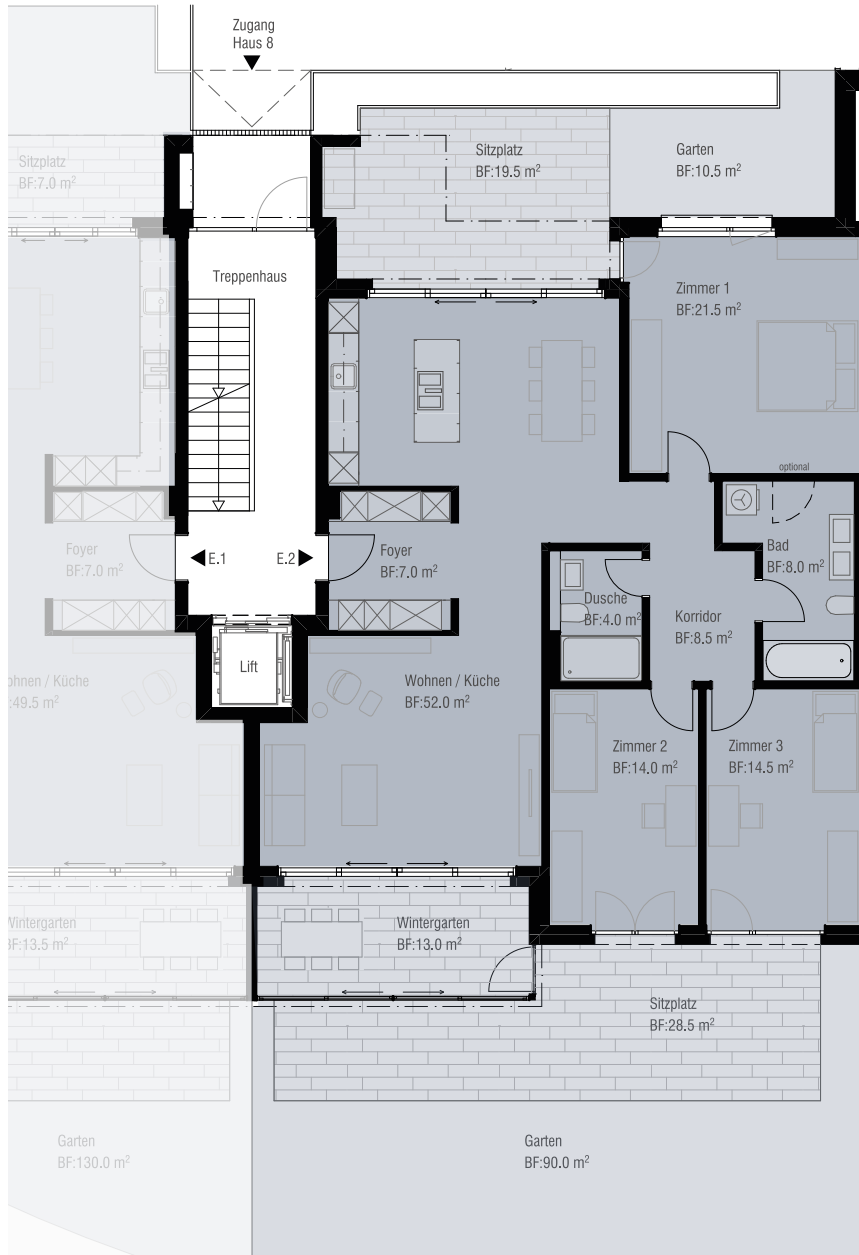 Zugang
Haus 8
Sitzplatz
BF:7.0 m²
Sitzplatz
BF:19.5 m²
Garten
BF:10.5 m²
Treppenhaus
Zimmer 1
BF:21.5 m²
optional
Foyer
BF:7.0 m²
E.1
E.2
Foyer
BF:7.0 m²
Bad
BF:8.0 m²
Dusche
BF:4.0 m²
Korridor
BF:8.5 m²
Lift
ohnen / Küche
:49.5 m²
Wohnen / Küche
BF:52.0 m²
Zimmer 2
BF:14.0 m²
Zimmer 3
BF:14.5 m²
Wintergarten
BF:13.5 m²
Wintergarten
BF:13.0 m²
Sitzplatz
BF:28.5 m²
Garten
BF:130.0 m²
Garten
BF:90.0 m²